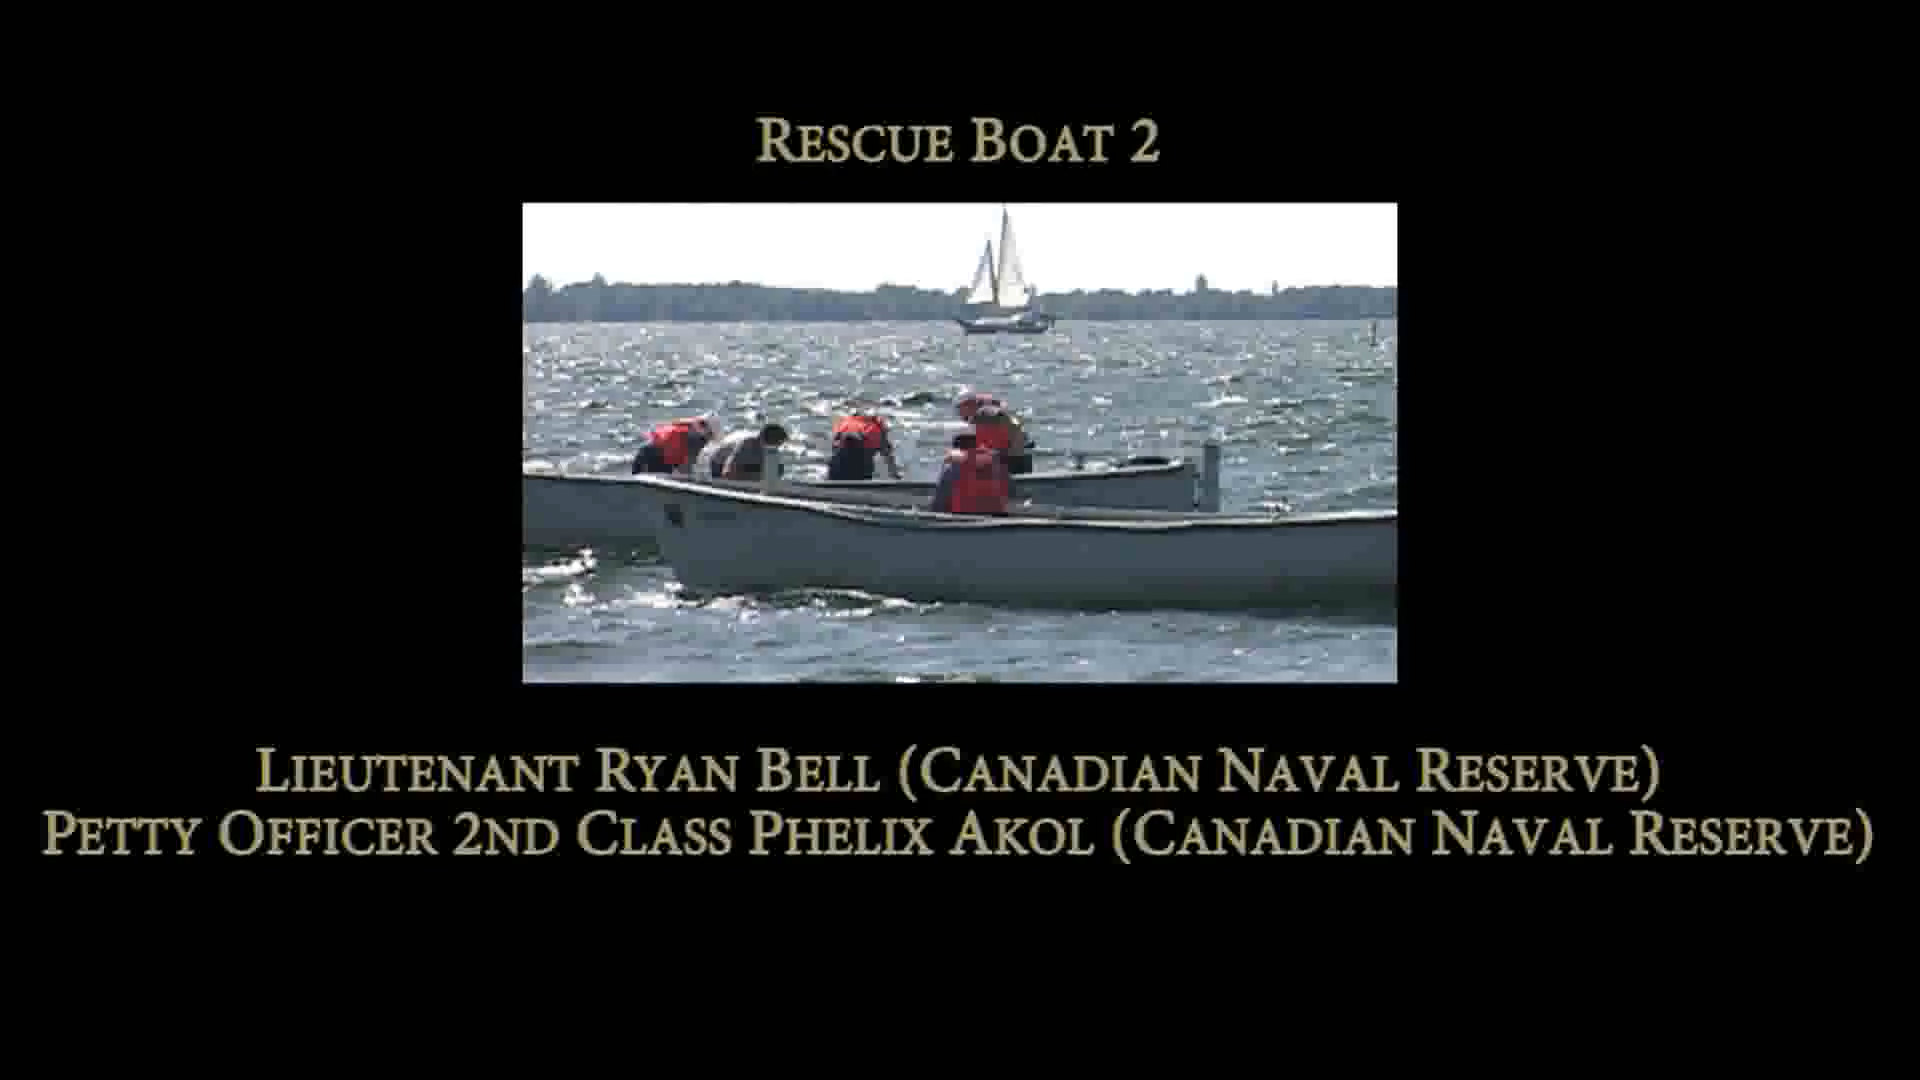 Rescue Boat 2
Lieutenant Ryan Bell (Canadian Naval Reserve)
Petty Officer 2nd Class Phelix Akol (Canadian Naval Reserve)